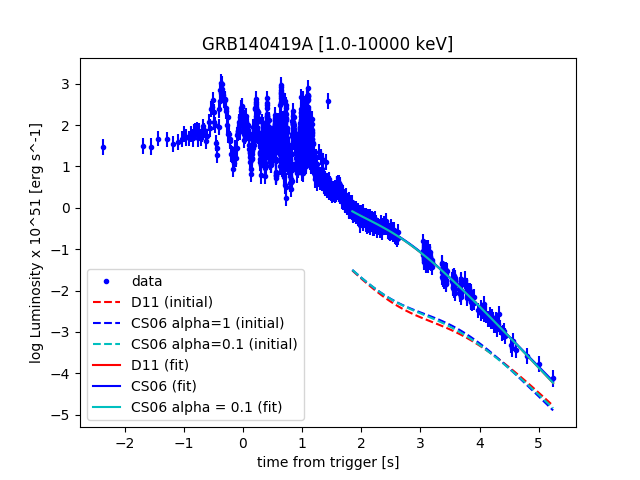 GRB140419A [1.0-10000 keV]
log Luminosity x 10^51 [erg s^-1]
3
2
1
0
−1
−2
−3
−4
−5
data
D11 (initial)
CS06 alpha=1 (initial)
CS06 alpha=0.1 (initial)
D11 (fit)
CS06 (fit)
CS06 alpha = 0.1 (fit)
−2 −1 0 1 2 3 4 5
time from trigger [s]